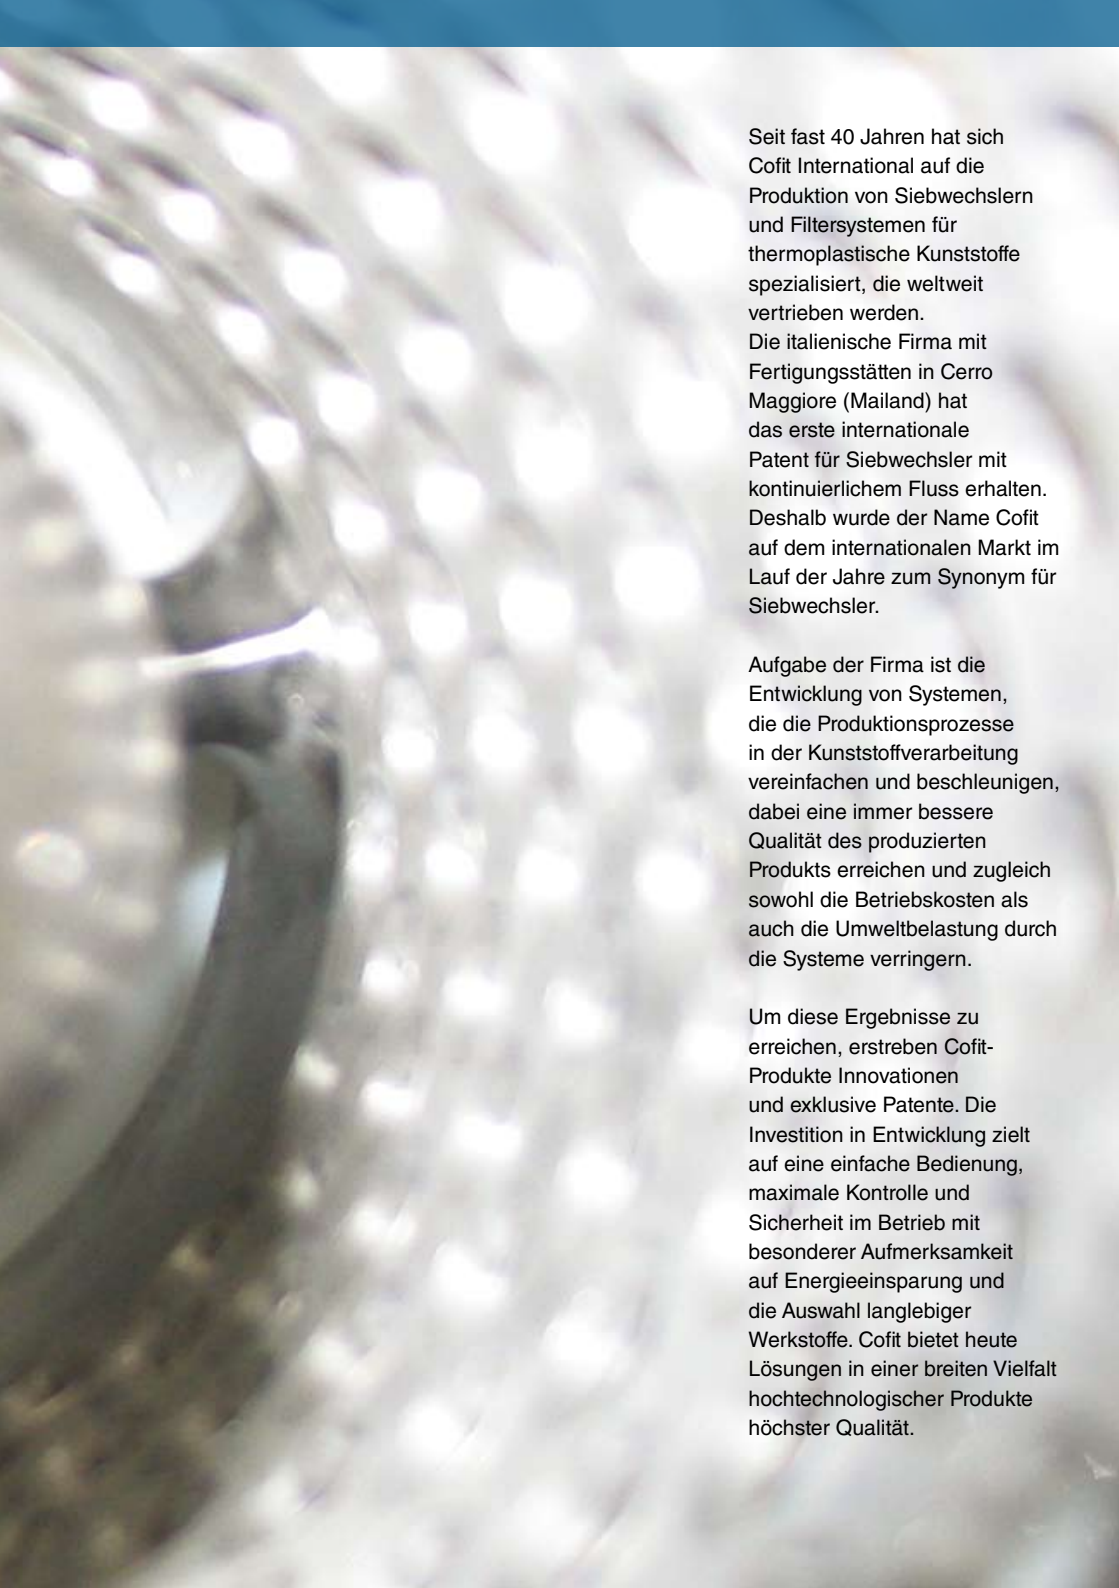 Seit fast 40 Jahren hat sich
Cofit International auf die
Produktion von Siebwechslern
und Filtersystemen für
thermoplastische Kunststoffe
spezialisiert, die weltweit
vertrieben werden.
Die italienische Firma mit
Fertigungsstätten in Cerro
Maggiore (Mailand) hat
das erste internationale
Patent für Siebwechsler mit
kontinuierlichem Fluss erhalten.
Deshalb wurde der Name Cofit
auf dem internationalen Markt im
Lauf der Jahre zum Synonym für
Siebwechsler.

Aufgabe der Firma ist die
Entwicklung von Systemen,
die die Produktionsprozesse
in der Kunststoffverarbeitung
vereinfachen und beschleunigen,
dabei eine immer bessere
Qualität des produzierten
Produkts erreichen und zugleich
sowohl die Betriebskosten als
auch die Umweltbelastung durch
die Systeme verringern.

Um diese Ergebnisse zu
erreichen, erstreben Cofit-
Produkte Innovationen
und exklusive Patente. Die
Investition in Entwicklung zielt
auf eine einfache Bedienung,
maximale Kontrolle und
Sicherheit im Betrieb mit
besonderer Aufmerksamkeit
auf Energieeinsparung und
die Auswahl langlebiger
Werkstoffe. Cofit bietet heute
Lösungen in einer breiten Vielfalt
hochtechnologischer Produkte
höchster Qualität.